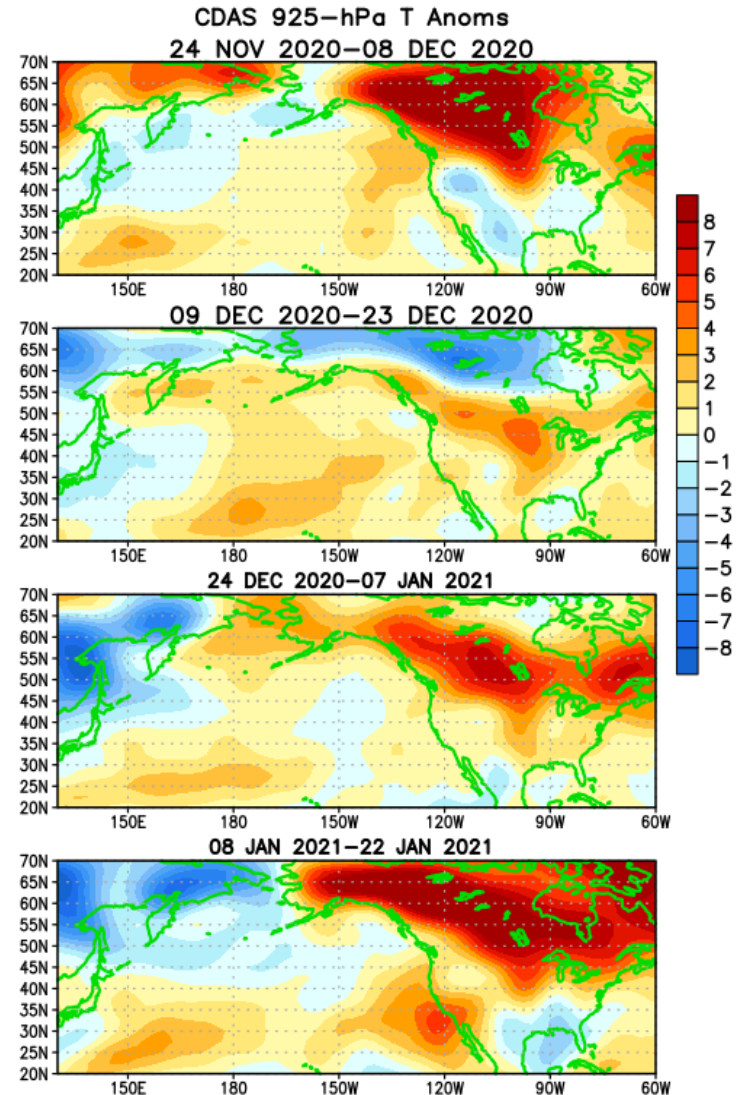 CDAS 925-hPa T Anoms
24 NOV 2020-08 DEC 2020
70N
65N
60N
55N
50N
45N
40N
35N
30N
25N
20N
150E 180 150W 120W 90W 60W
09 DEC 2020-23 DEC 2020
70N
65N
60N
55N
50N
45N
40N
35N
30N
25N
20N
150E 180 150W 120W 90W 60W
24 DEC 2020-07 JAN 2021
70N
65N
60N
55N
50N
45N
40N
35N
30N
25N
20N
150E 180 150W 120W 90W 60W
08 JAN 2021-22 JAN 2021
70N
65N
60N
55N
50N
45N
40N
35N
30N
25N
20N
150E 180 150W 120W 90W 60W
8
7
6
5
4
3
2
1
0
-1
-2
-3
-4
-5
-6
-7
-8